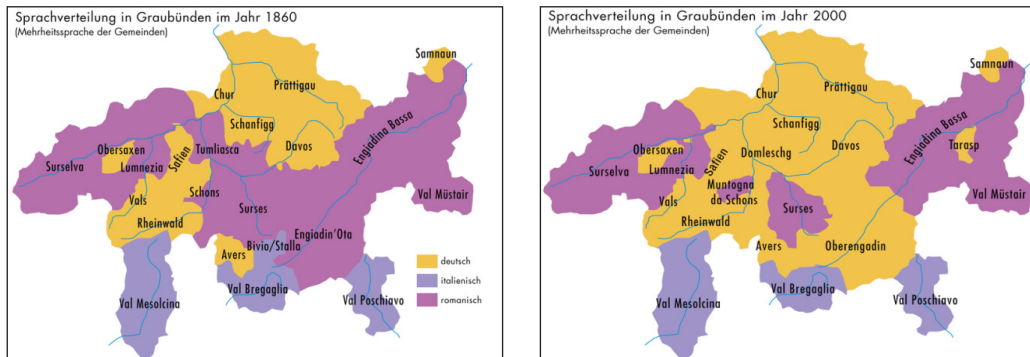 Sprachverteilung in Graubünden im Jahr 1860
(Mehrheitssprache der Gemeinden)
Samnaun
Prättigau
Chur
Schanfigg
Engiadina Bassa
Obersaxen
Safien
Tumliasca
Davos
Surselva
Lumnezia
Vals
Schons
Val Müstair
Surses
Rheinwald
Engiadin'Ota
Bivio/Stalla
Avers
Val Bregaglia
Val Mesolcina
Val Poschiavo
deutsch
italienisch
romanisch
Sprachverteilung in Graubünden im Jahr 2000
(Mehrheitssprache der Gemeinden)
Samnaun
Prättigau
Chur
Schanfigg
Engiadina Bassa
Tarasp
Obersaxen
Safien
Domleschg
Davos
Surselva
Lumnezia
Muntogna
da Schons
Val Müstair
Vals
Surses
Rheinwald
Avers
Oberengadin
Val Bregaglia
Val Mesolcina
Val Poschiavo